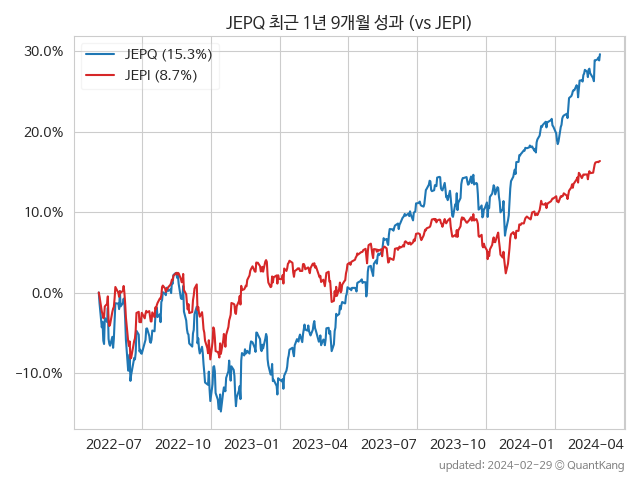 JEPQ 최근 1년 9개월 성과 (vs JEPI)
JEPQ (15.3%)
JEPI (8.7%)
30.0%
20.0%
10.0%
0.0%
−10.0%
2022-07 2022-10 2023-01 2023-04 2023-07 2023-10 2024-01 2024-04
updated: 2024-02-29 © QuantKang